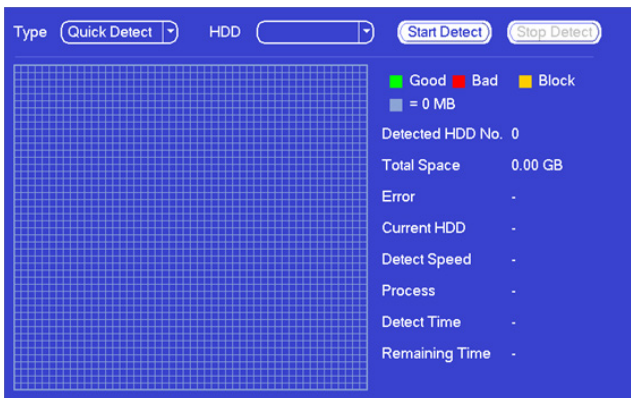 Type Quick Detect HDD Start Detect Stop Detect
Good Bad Block
= 0 MB
Detected HDD No. 0
Total Space 0.00 GB
Error -
Current HDD -
Detect Speed -
Process -
Detect Time -
Remaining Time -